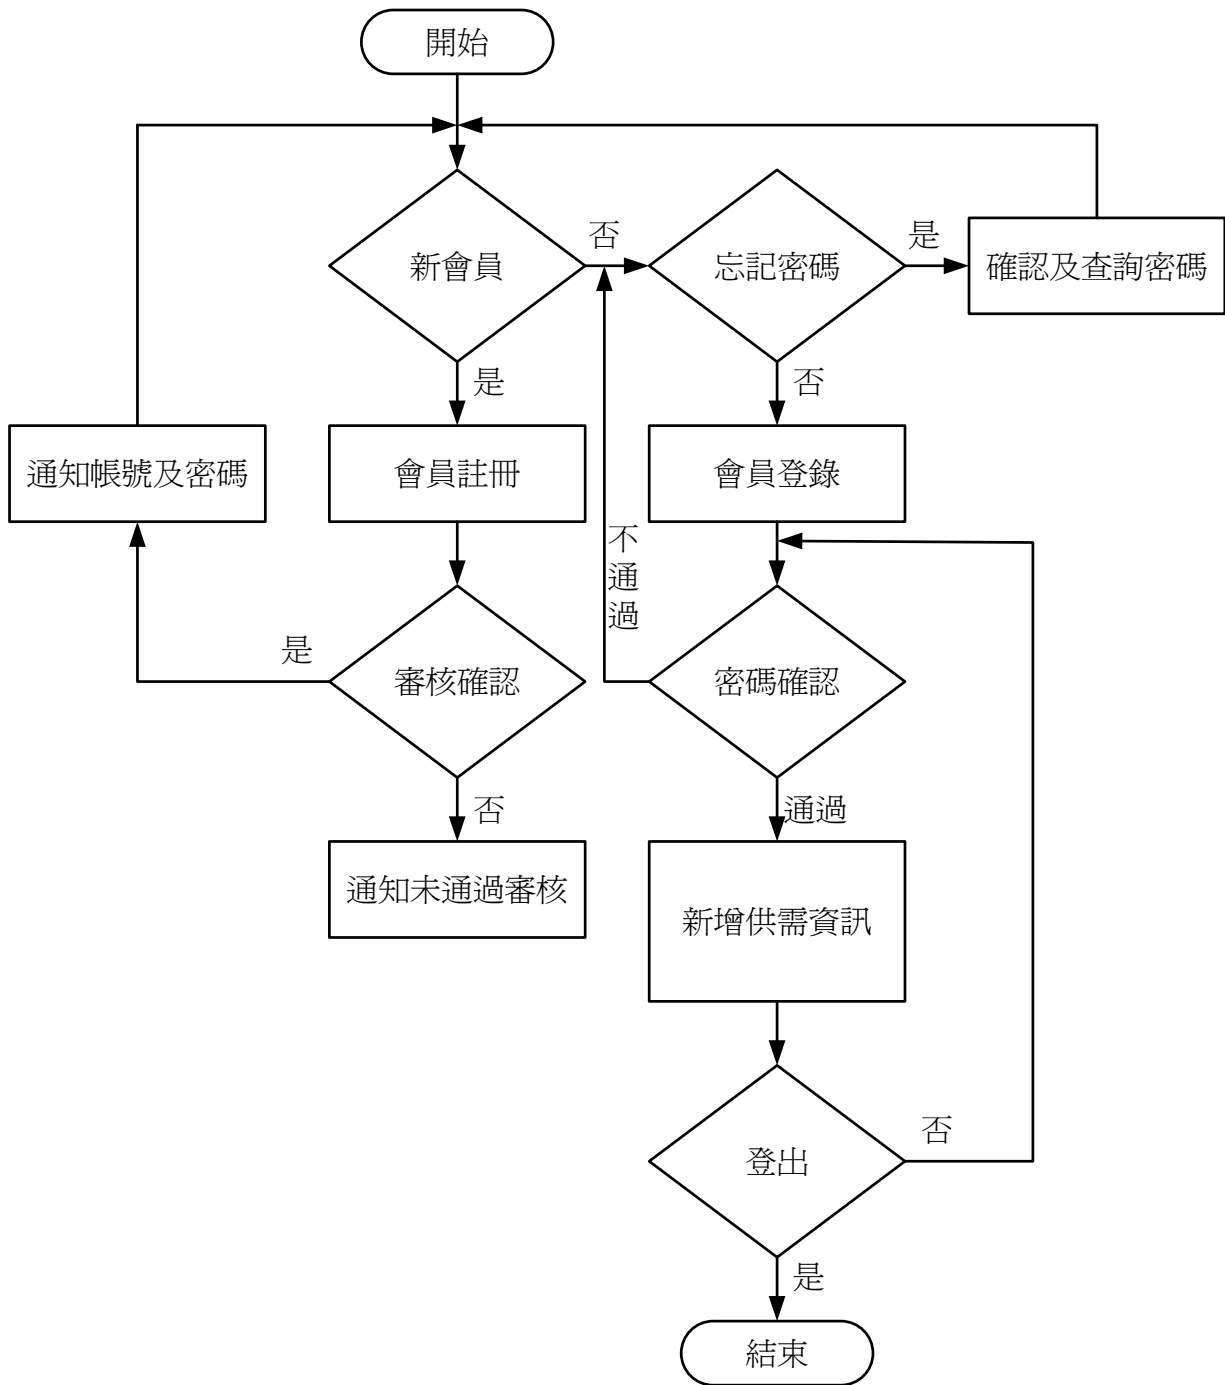 開始
否
是
新會員
忘記密碼
確認及查詢密碼
是
否
通知帳號及密碼
會員註冊
會員登錄
不
通
過
是
審核確認
密碼確認
否
通過
通知未通過審核
新增供需資訊
否
登出
是
結束